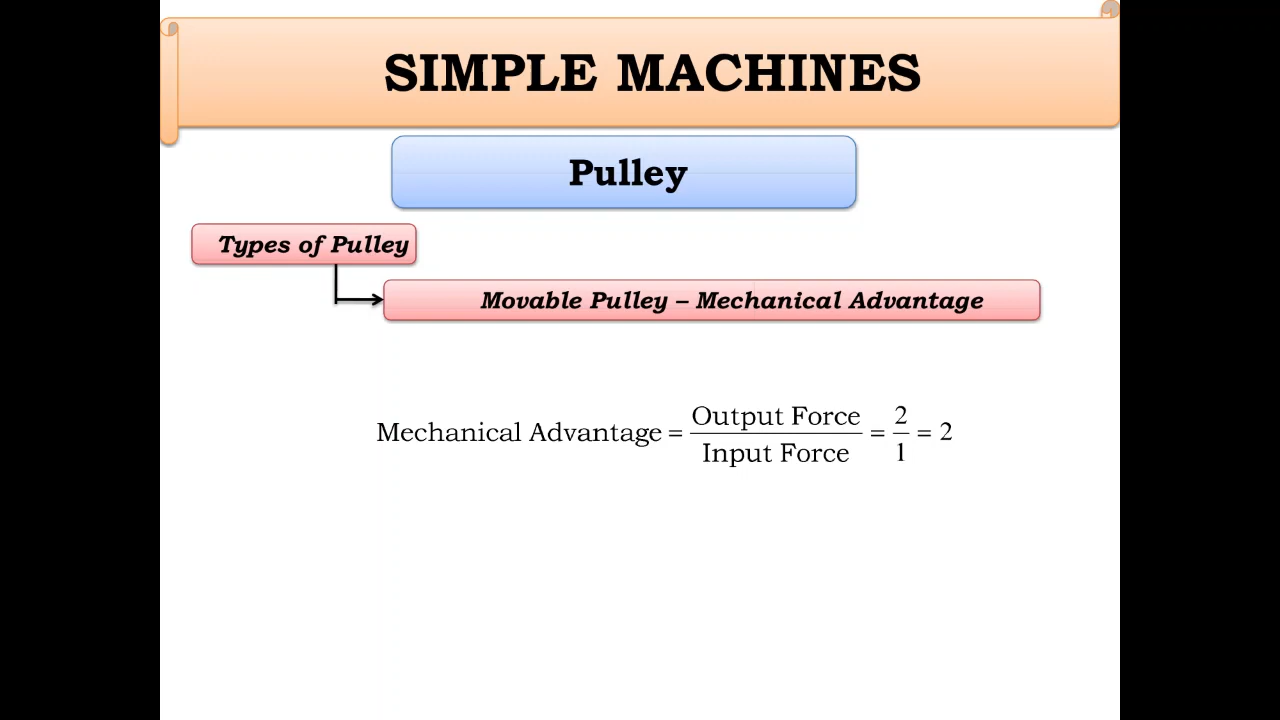 SIMPLE MACHINES
Pulley
Types of Pulley
Movable Pulley – Mechanical Advantage
Mechanical Advantage = Output Force / Input Force = 2 / 1 = 2